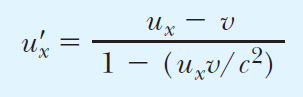 u′ₓ = (uₓ − v) / (1 − (uₓv/c²))